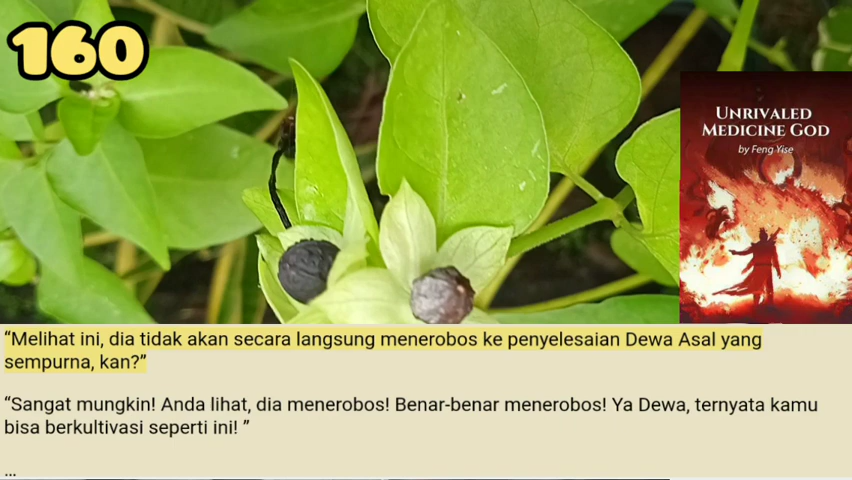 160
UNRIVALED
MEDICINE GOD
by Feng Yise
“Melihat ini, dia tidak akan secara langsung menerobos ke penyelesaian Dewa Asal yang
sempurna, kan?”
“Sangat mungkin! Anda lihat, dia menerobos! Benar-benar menerobos! Ya Dewa, ternyata kamu
bisa berkultivasi seperti ini! ”
...